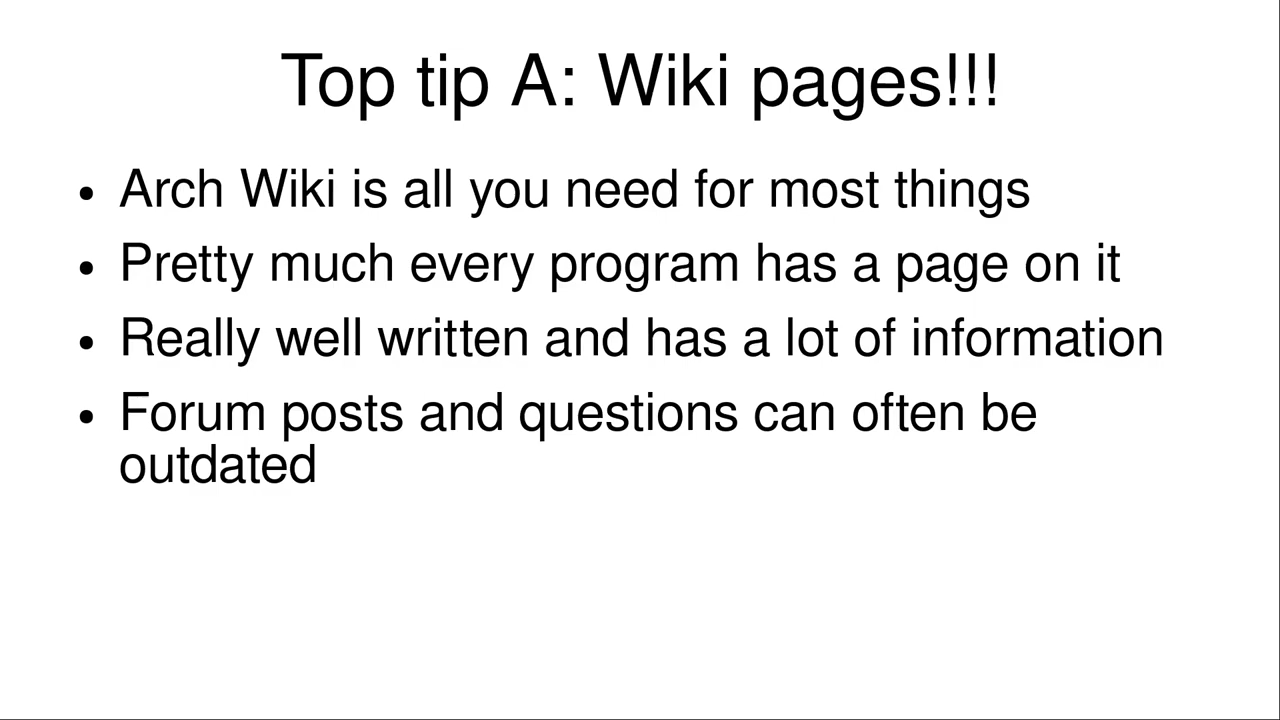 Top tip A: Wiki pages!!!
• Arch Wiki is all you need for most things
• Pretty much every program has a page on it
• Really well written and has a lot of information
• Forum posts and questions can often be
outdated